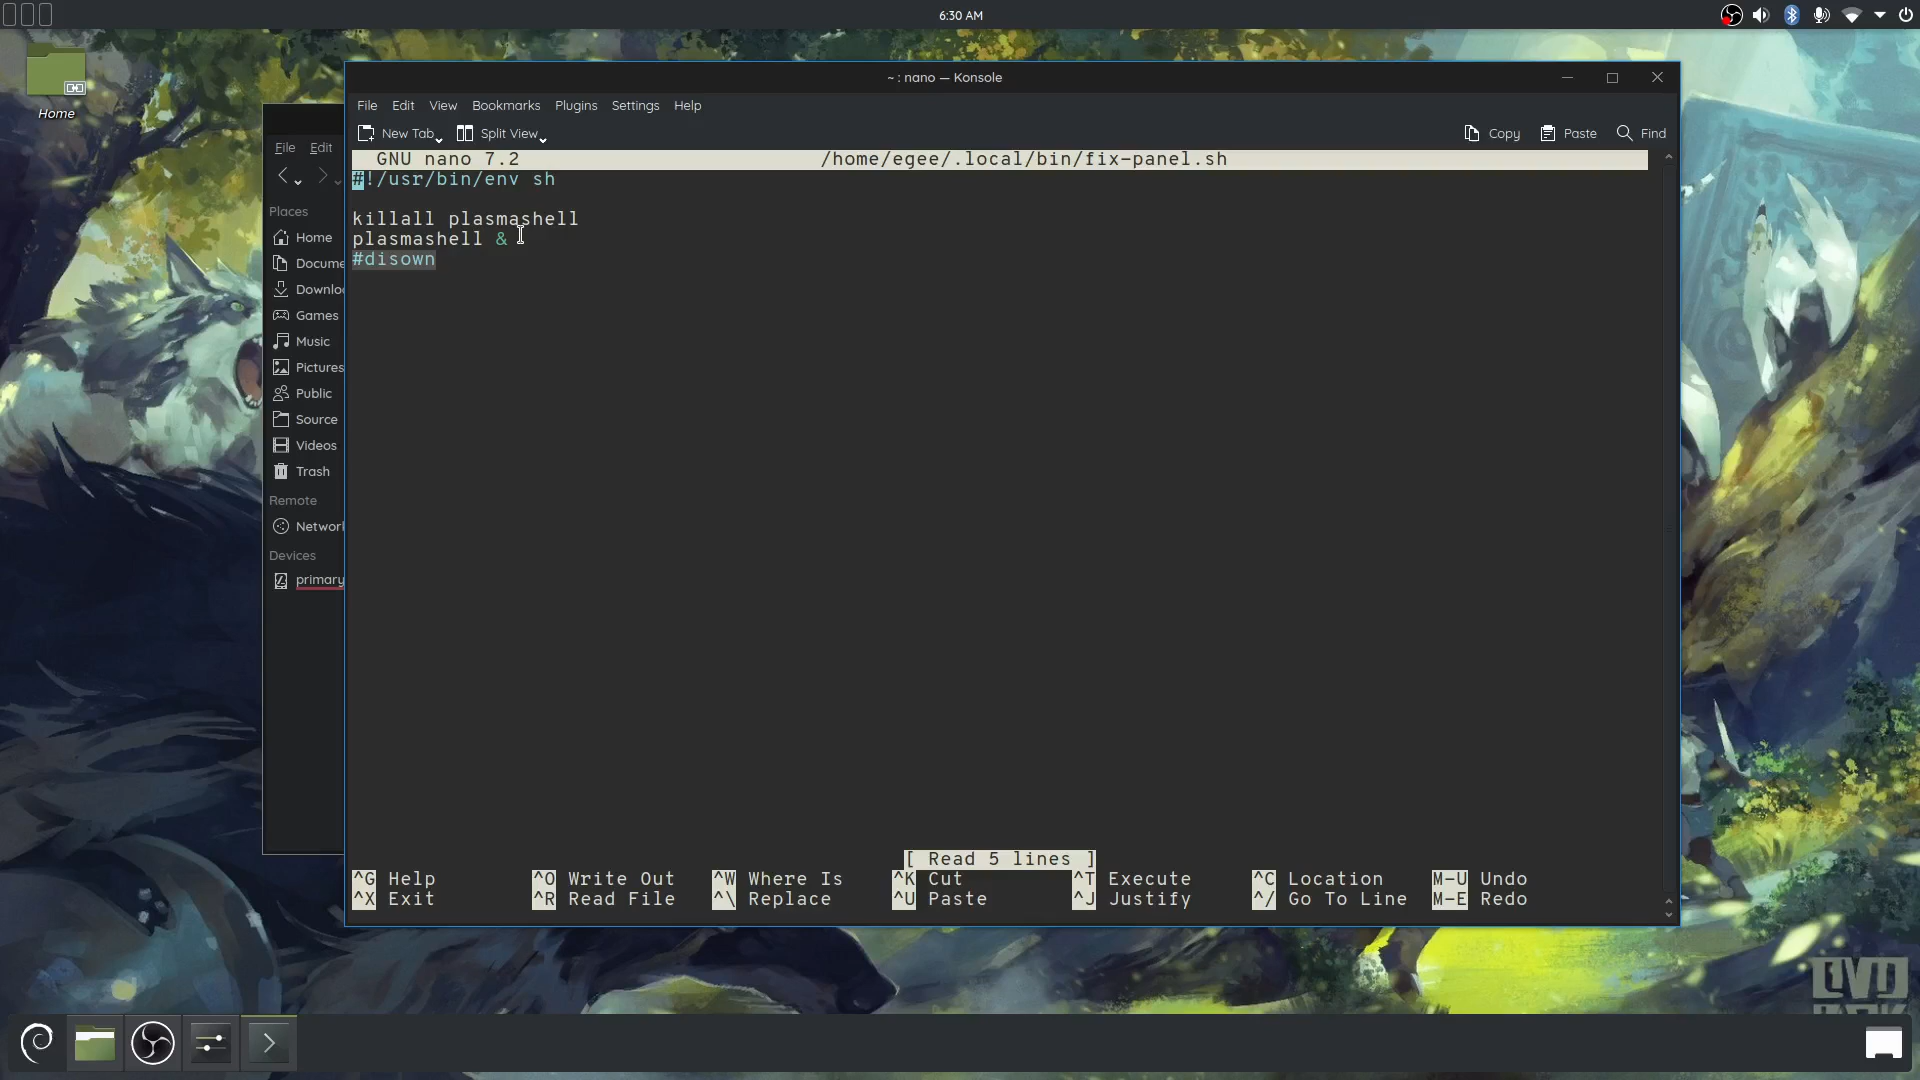 6:30 AM
Home
~ : nano — Konsole
File Edit View Bookmarks Plugins Settings Help
New Tab Split View Copy Paste Find
GNU nano 7.2 /home/egee/.local/bin/fix-panel.sh
#!/usr/bin/env sh
killall plasmashell
plasmashell &
#disown
File Edit
Places
Home
Docume
Downlo
Games
Music
Pictures
Public
Source
Videos
Trash
Remote
Network
Devices
primary
[ Read 5 lines ]
^G Help ^O Write Out ^W Where Is ^K Cut ^T Execute ^C Location M-U Undo
^X Exit ^R Read File ^\ Replace ^U Paste ^J Justify ^/ Go To Line M-E Redo